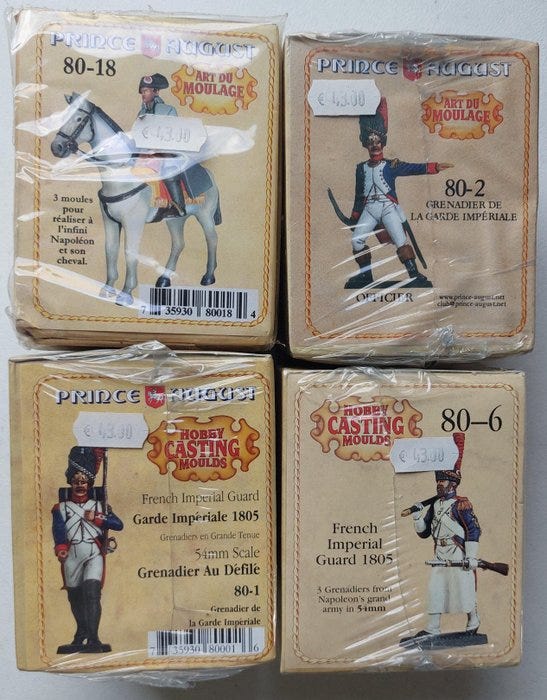 PRINCE AUGUST
80-18
ART DU
MOULAGE
€ 43.00
3 moules
pour
réaliser à
l'infini
Napoléon
et son
cheval.
7 35930 80018 4
PRINCE AUGUST
€ 43.00
ART DU
MOULAGE
80-2
GRENADIER DE
LA GARDE IMPÉRIALE
OFFICIER
www.prince-august.net
club@prince-august.net
PRINCE AUGUST
€ 43.00
HOBBY
CASTING
MOULDS
French Imperial Guard
Garde Impériale 1805
Grenadiers en Grande Tenue
54mm Scale
Grenadier Au Défilé
80-1
Grenadier de
la Garde Impériale
7 35930 80001 6
HOBBY
CASTING
MOULDS
80–6
€ 43.00
French
Imperial
Guard 1805
3 Grenadiers from
Napoleon's grand
army in 54mm